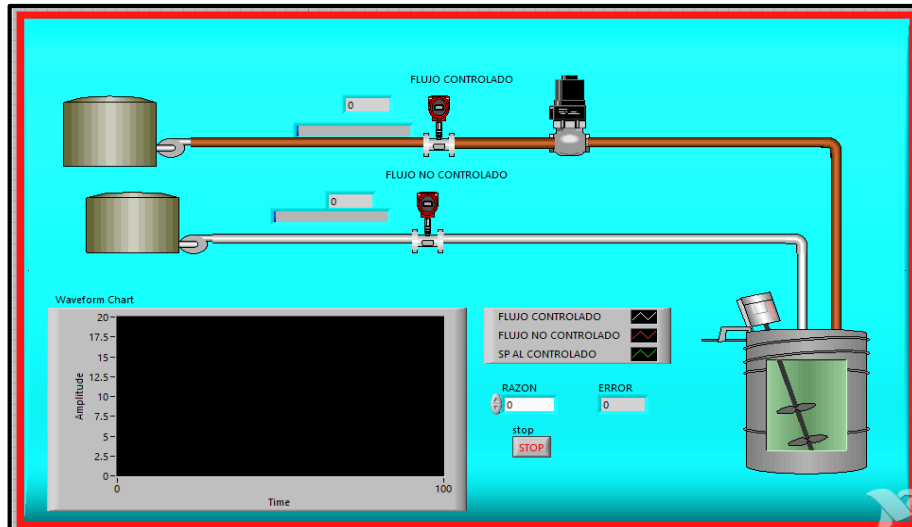 FLUJO CONTROLADO
0
FLUJO NO CONTROLADO
0
Waveform Chart
20
17.5
15
12.5
10
7.5
5
2.5
0
Amplitude
0
100
Time
FLUJO CONTROLADO
FLUJO NO CONTROLADO
SP AL CONTROLADO
RAZON
0
ERROR
0
stop
STOP